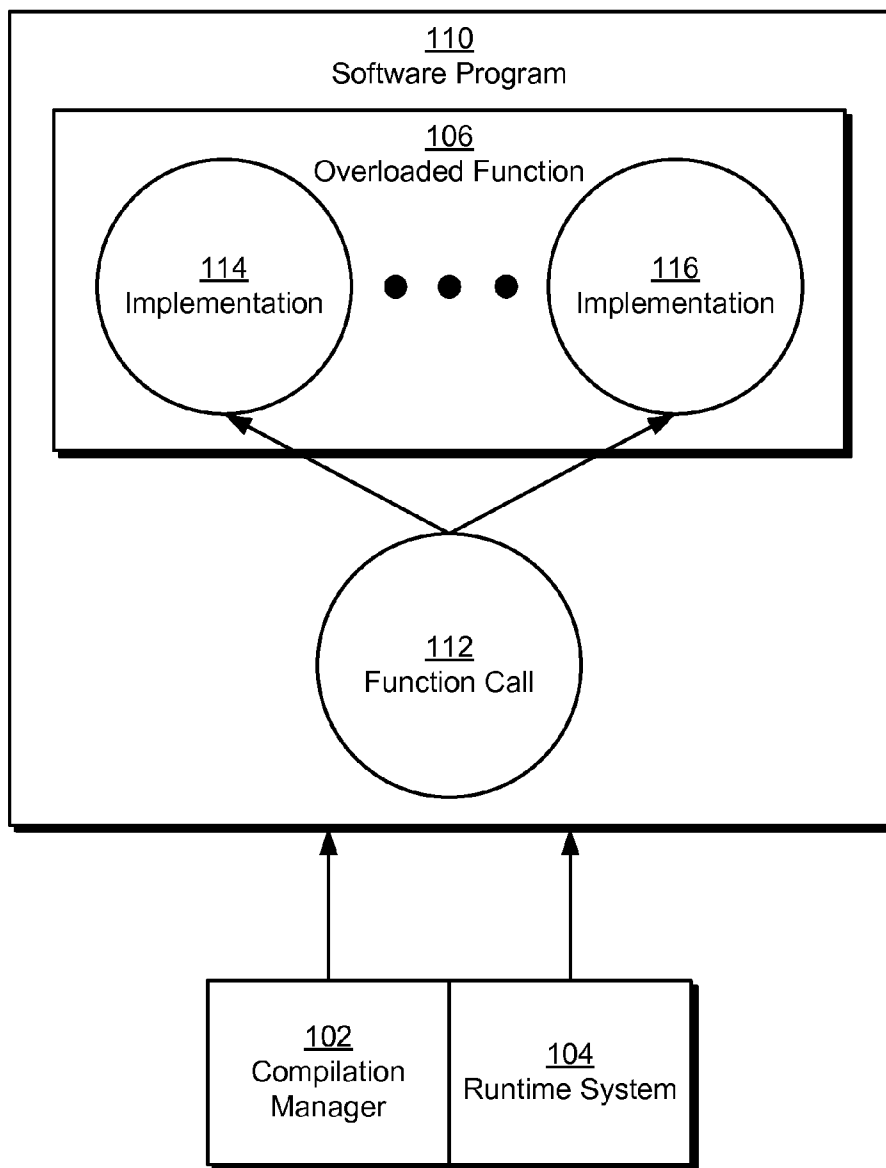 110
Software Program
106
Overloaded Function
114
Implementation
116
Implementation
112
Function Call
102
Compilation
Manager
104
Runtime System